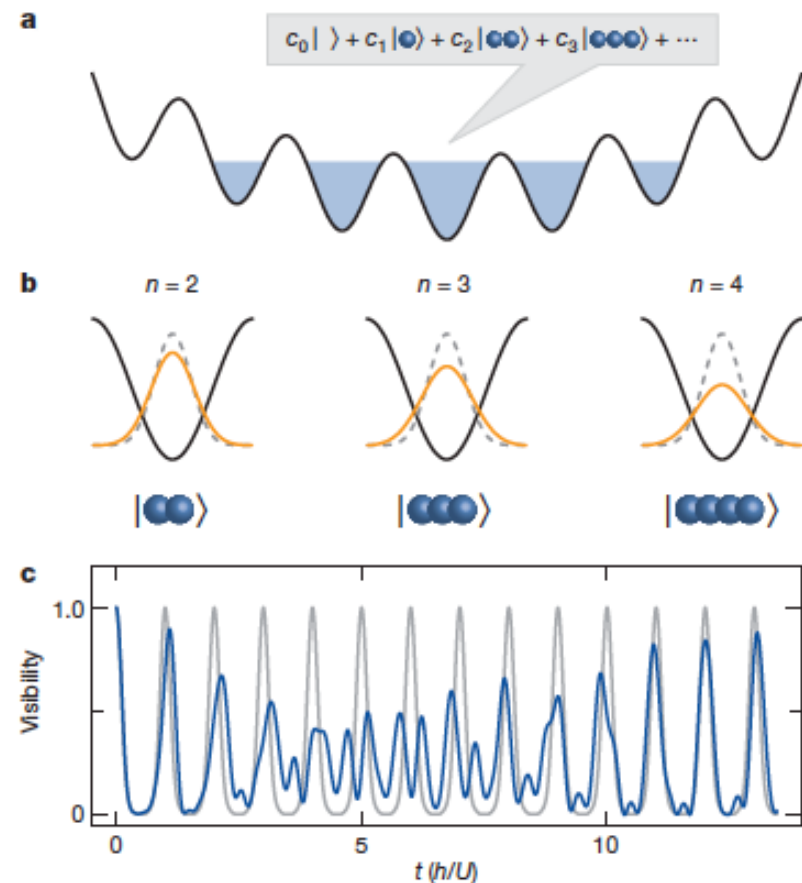 a
c₀| ⟩ + c₁|●⟩ + c₂|●●⟩ + c₃|●●●⟩ + ···
b
n = 2 n = 3 n = 4
|●●⟩ |●●●⟩ |●●●●⟩
c
1.0
Visibility
0
0 5 10
t (h/U)